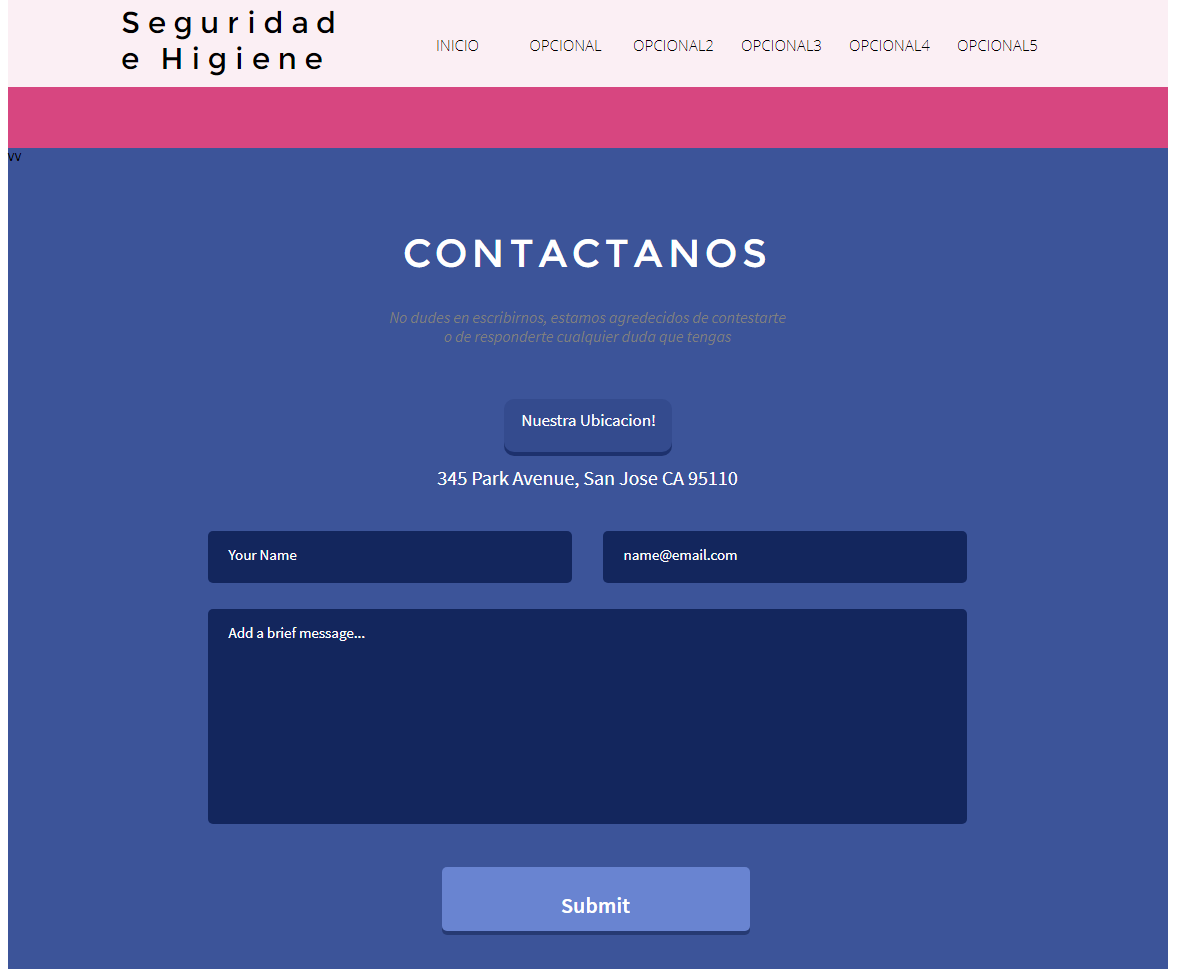 Seguridad
e Higiene
INICIO OPCIONAL OPCIONAL2 OPCIONAL3 OPCIONAL4 OPCIONAL5
vv
CONTACTANOS
No dudes en escribirnos, estamos agredecidos de contestarte
o de responderte cualquier duda que tengas
Nuestra Ubicacion!
345 Park Avenue, San Jose CA 95110
Your Name name@email.com
Add a brief message...
Submit